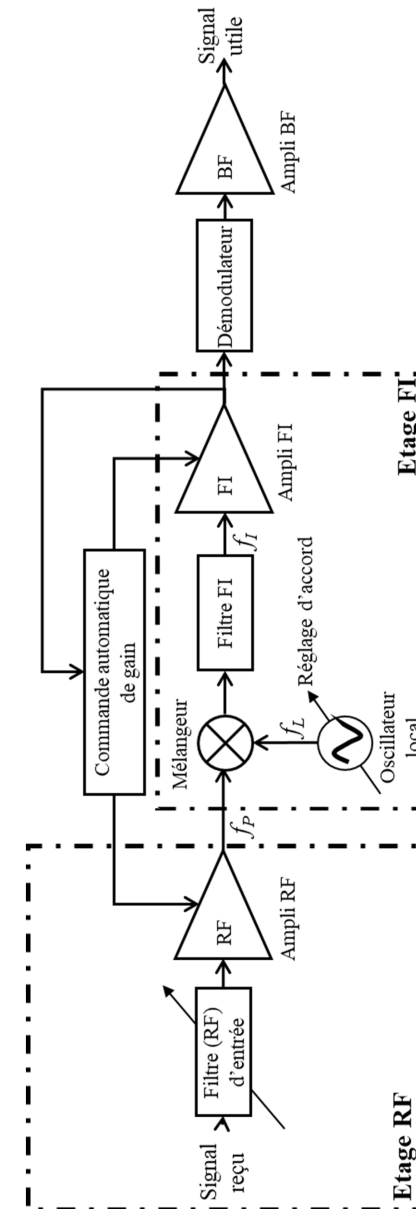 Signal
reçu
Filtre (RF)
d'entrée
RF
Ampli RF
Etage RF
f_P
Commande automatique
de gain
Mélangeur
f_L
Réglage d'accord
Oscillateur
local
Filtre FI
f_I
FI
Ampli FI
Etage FI
Démodulateur
BF
Ampli BF
Signal
utile